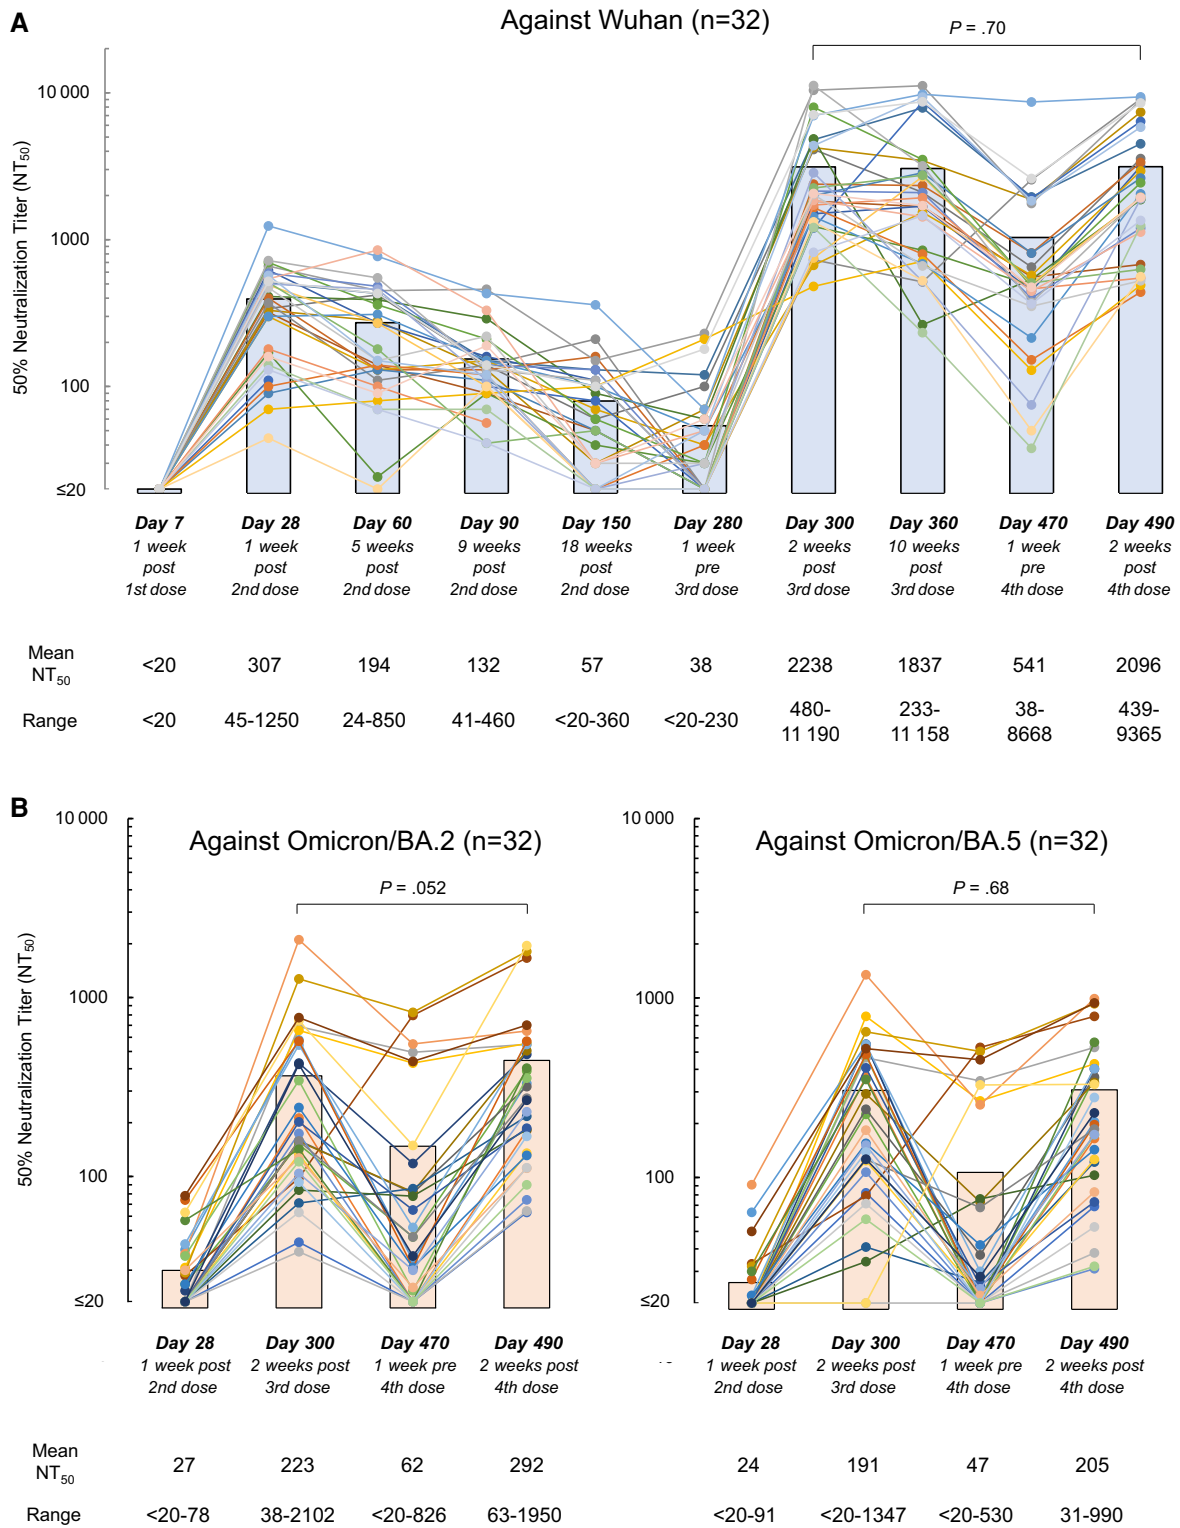 A
Against Wuhan (n=32)
P = .70
50% Neutralization Titer (NT50)
10 000
1000
100
≤20
Day 7 Day 28 Day 60 Day 90 Day 150 Day 280 Day 300 Day 360 Day 470 Day 490
1 week 1 week 5 weeks 9 weeks 18 weeks 1 week 2 weeks 10 weeks 1 week 2 weeks
post post post post post pre post post pre post
1st dose 2nd dose 2nd dose 2nd dose 2nd dose 3rd dose 3rd dose 3rd dose 4th dose 4th dose
Mean
NT50
<20 307 194 132 57 38 2238 1837 541 2096
Range <20 45-1250 24-850 41-460 <20-360 <20-230 480- 233- 38- 439-
11 190 11 158 8668 9365
B
Against Omicron/BA.2 (n=32)
P = .052
50% Neutralization Titer (NT50)
10 000
1000
100
≤20
Day 28 Day 300 Day 470 Day 490
1 week post 2 weeks post 1 week pre 2 weeks post
2nd dose 3rd dose 4th dose 4th dose
Mean
NT50
27 223 62 292
Range <20-78 38-2102 <20-826 63-1950
Against Omicron/BA.5 (n=32)
P = .68
10 000
1000
100
≤20
Day 28 Day 300 Day 470 Day 490
1 week post 2 weeks post 1 week pre 2 weeks post
2nd dose 3rd dose 4th dose 4th dose
24 191 47 205
<20-91 <20-1347 <20-530 31-990